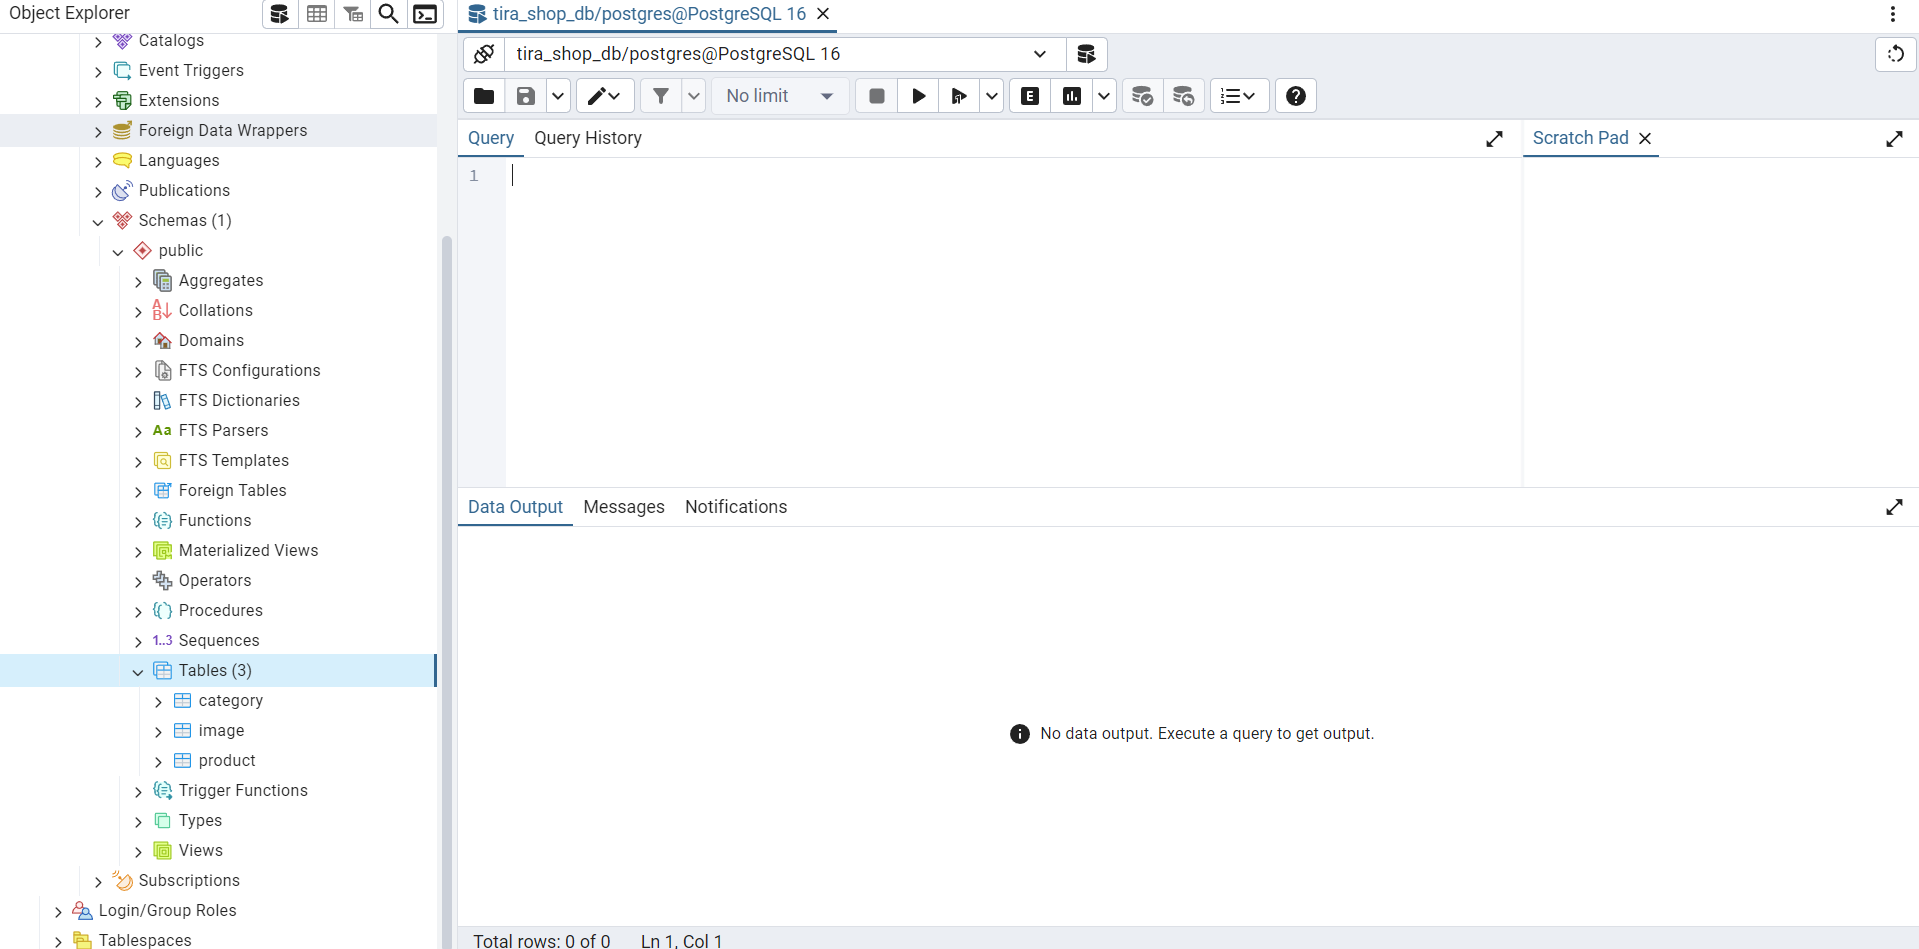 Object Explorer
Catalogs
Event Triggers
Extensions
Foreign Data Wrappers
Languages
Publications
Schemas (1)
public
Aggregates
Collations
Domains
FTS Configurations
FTS Dictionaries
Aa FTS Parsers
FTS Templates
Foreign Tables
Functions
Materialized Views
Operators
Procedures
1..3 Sequences
Tables (3)
category
image
product
Trigger Functions
Types
Views
Subscriptions
Login/Group Roles
Tablespaces
tira_shop_db/postgres@PostgreSQL 16
tira_shop_db/postgres@PostgreSQL 16
No limit
E
Query Query History
Scratch Pad
1
Data Output Messages Notifications
No data output. Execute a query to get output.
Total rows: 0 of 0 Ln 1, Col 1